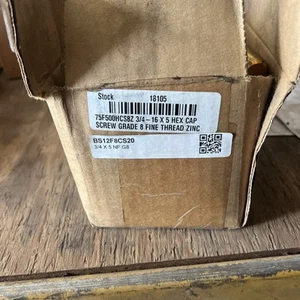 Stock 18105
75F500HCS8Z 3/4-16 X 5 HEX CAP
SCREW GRADE 8 FINE THREAD ZINC
BS12F8CS20
3/4 X 5 NF G8